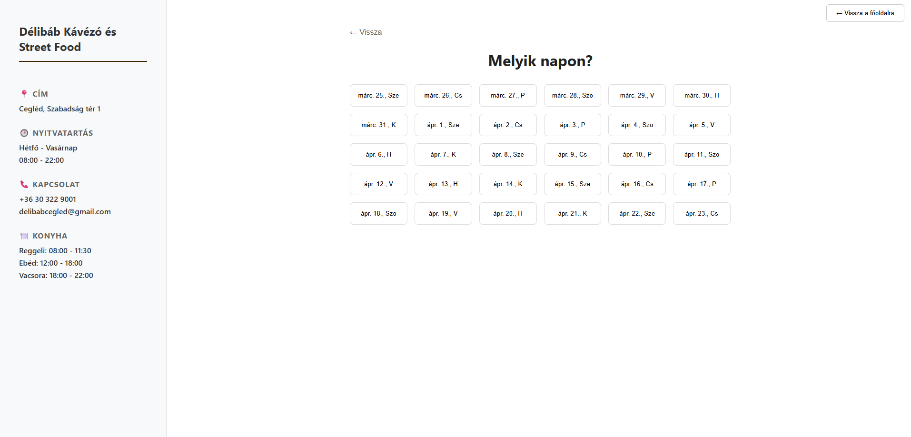 Délibáb Kávézó és
Street Food
CÍM
Cegléd, Szabadság tér 1
NYITVATARTÁS
Hétfő - Vasárnap
08:00 - 22:00
KAPCSOLAT
+36 30 322 9001
delibabcegled@gmail.com
KONYHA
Reggeli: 08:00 - 11:30
Ebéd: 12:00 - 18:00
Vacsora: 18:00 - 22:00
← Vissza a főoldalra
← Vissza
Melyik napon?
márc. 25., Sze márc. 26., Cs márc. 27., P márc. 28., Szo márc. 29., V márc. 30., H
márc. 31., K ápr. 1., Sze ápr. 2., Cs ápr. 3., P ápr. 4., Szo ápr. 5., V
ápr. 6., H ápr. 7., K ápr. 8., Sze ápr. 9., Cs ápr. 10., P ápr. 11., Szo
ápr. 12., V ápr. 13., H ápr. 14., K ápr. 15., Sze ápr. 16., Cs ápr. 17., P
ápr. 18., Szo ápr. 19., V ápr. 20., H ápr. 21., K ápr. 22., Sze ápr. 23., Cs